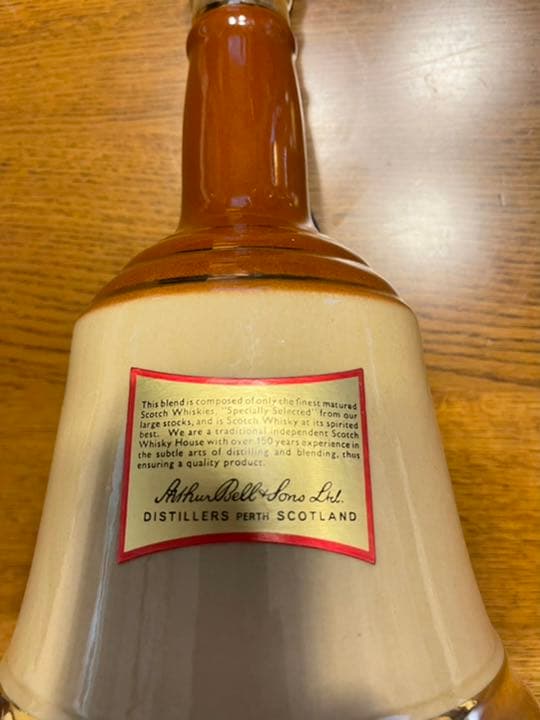 This blend is composed of only the finest matured
Scotch Whiskies, "Specially Selected" from our
large stocks, and is Scotch Whisky at its spirited
best. We are a traditional independent Scotch
Whisky House with over 150 years experience in
the subtle arts of distilling and blending, thus
ensuring a quality product.
Arthur Bell & Sons Ltd.
DISTILLERS PERTH SCOTLAND